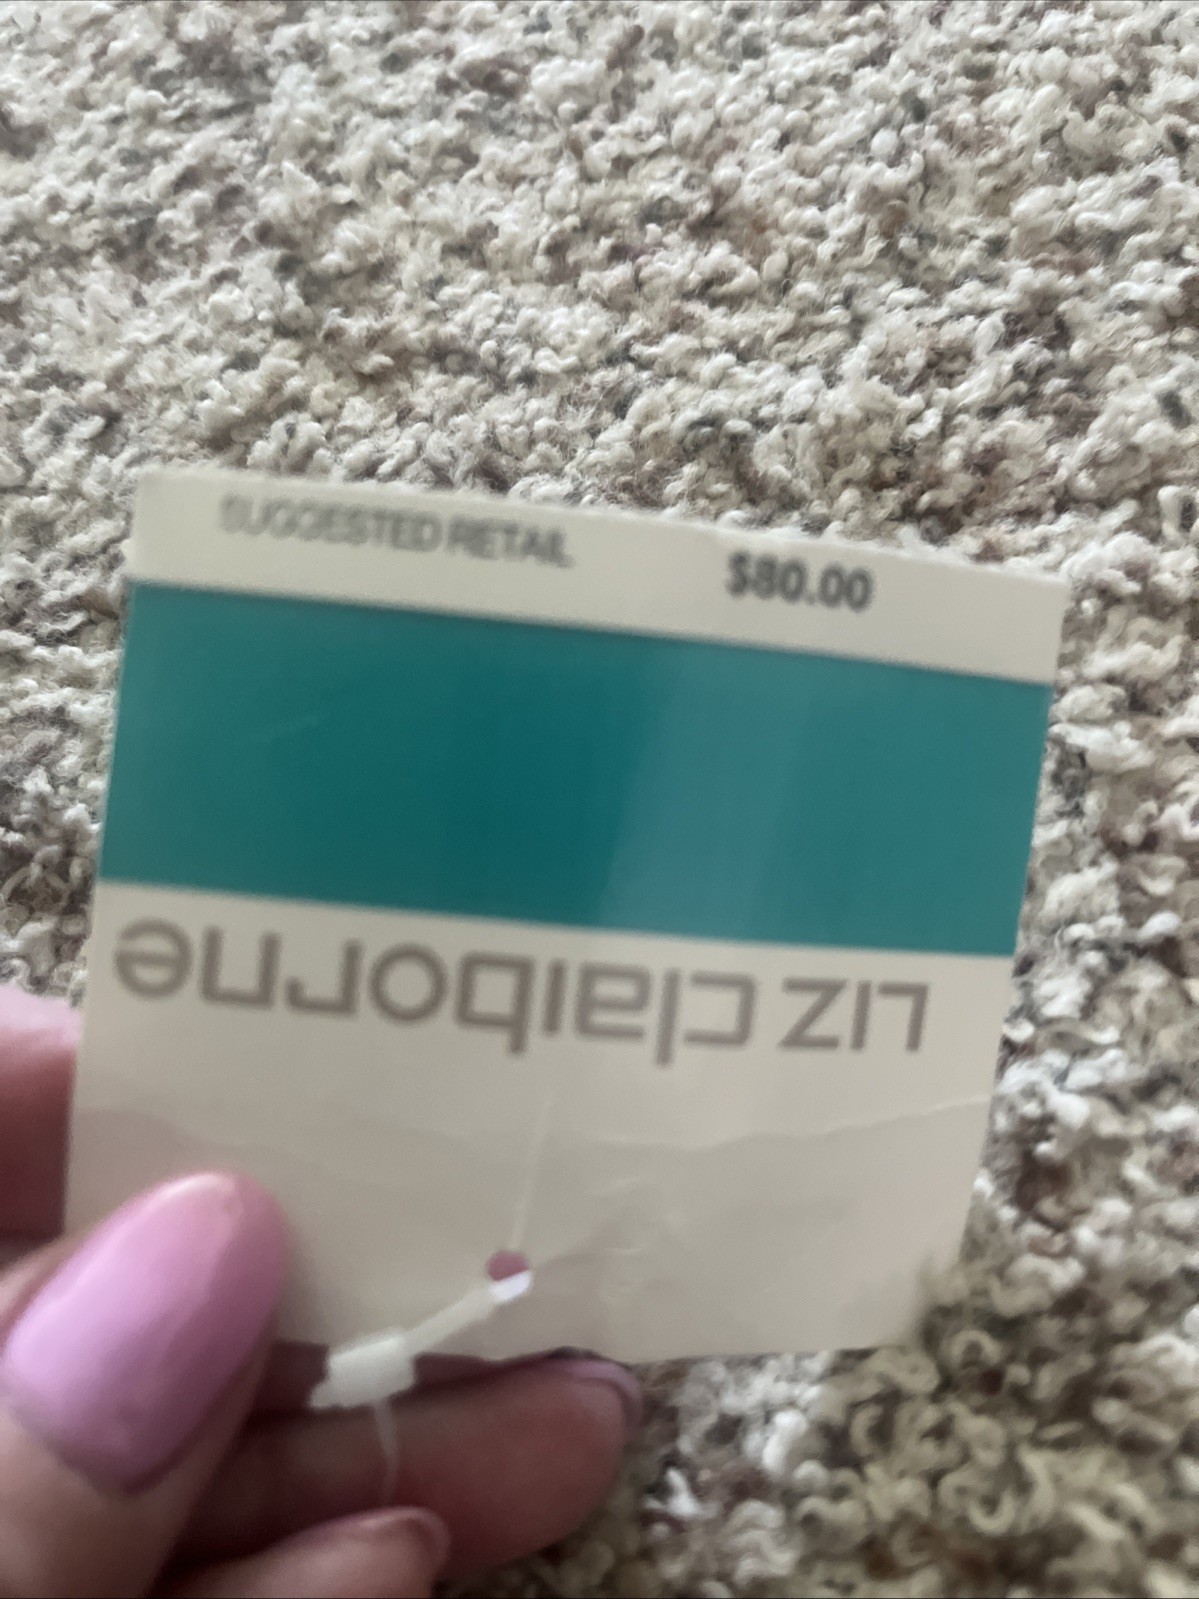 SUGGESTED RETAIL $80.00
LIZ claiborne